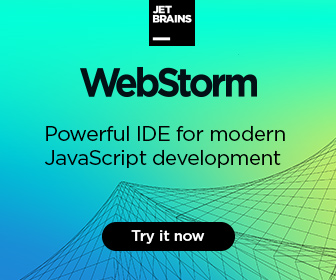 JET
BRAINS
WebStorm
Powerful IDE for modern
JavaScript development
Try it now